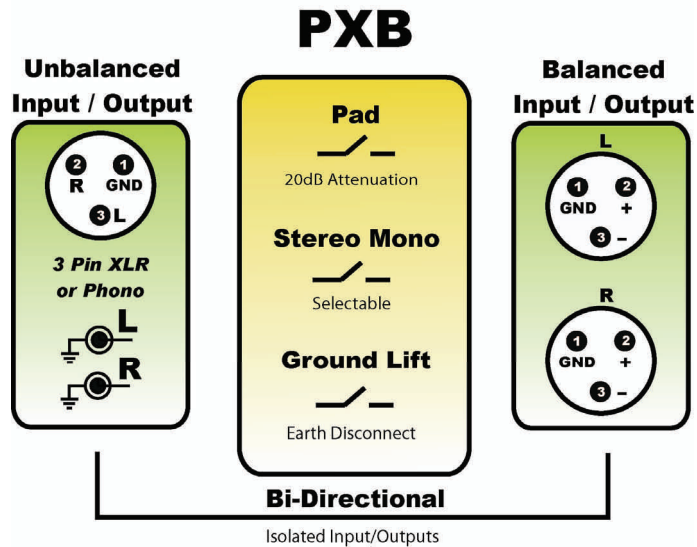 PXB
Unbalanced
Input / Output
2
1
R
GND
3 L
3 Pin XLR
or Phono
L
R
Pad
20dB Attenuation
Stereo Mono
Selectable
Ground Lift
Earth Disconnect
Balanced
Input / Output
L
1
2
GND
+
3 –
R
1
2
GND
+
3 –
Bi-Directional
Isolated Input/Outputs